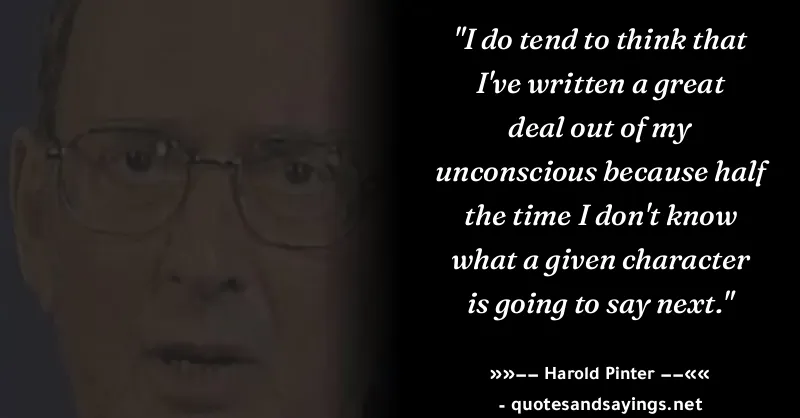 "I do tend to think that
I've written a great
deal out of my
unconscious because half
the time I don't know
what a given character
is going to say next."
»»—— Harold Pinter ——««
- quotesandsayings.net